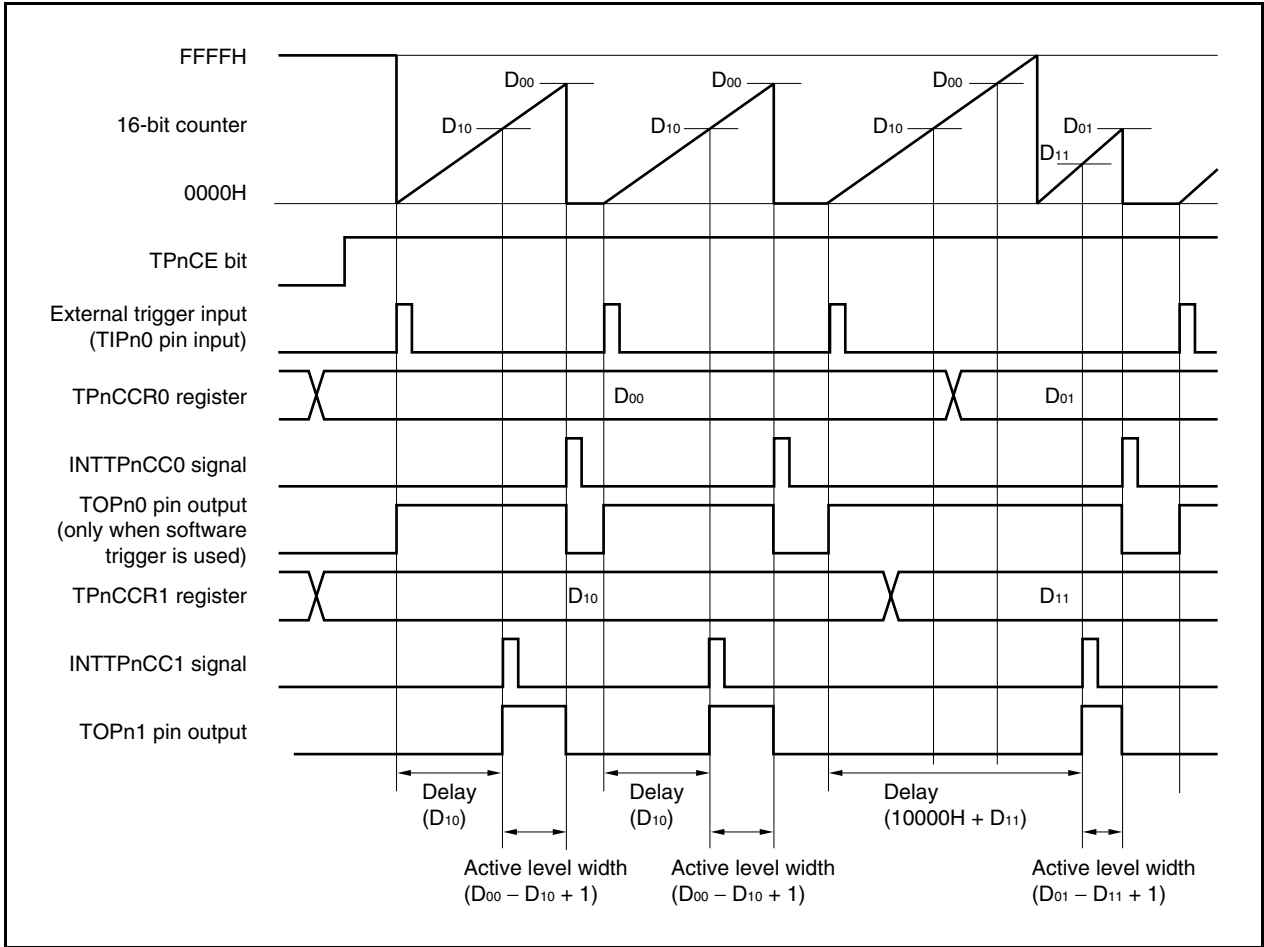 FFFFH
D00
D00
D00
16-bit counter
D10
D10
D10
D01
D11
0000H
TPnCE bit
External trigger input
(TIPn0 pin input)
TPnCCR0 register
D00
D01
INTTPnCC0 signal
TOPn0 pin output
(only when software
trigger is used)
TPnCCR1 register
D10
D11
INTTPnCC1 signal
TOPn1 pin output
Delay
(D10)
Delay
(D10)
Delay
(10000H + D11)
Active level width
(D00 − D10 + 1)
Active level width
(D00 − D10 + 1)
Active level width
(D01 − D11 + 1)